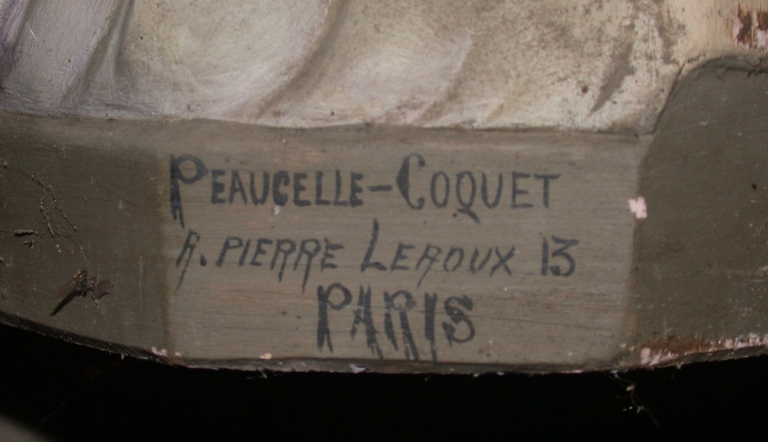 PEAUCELLE-COQUET
R. PIERRE LEROUX 13
PARIS